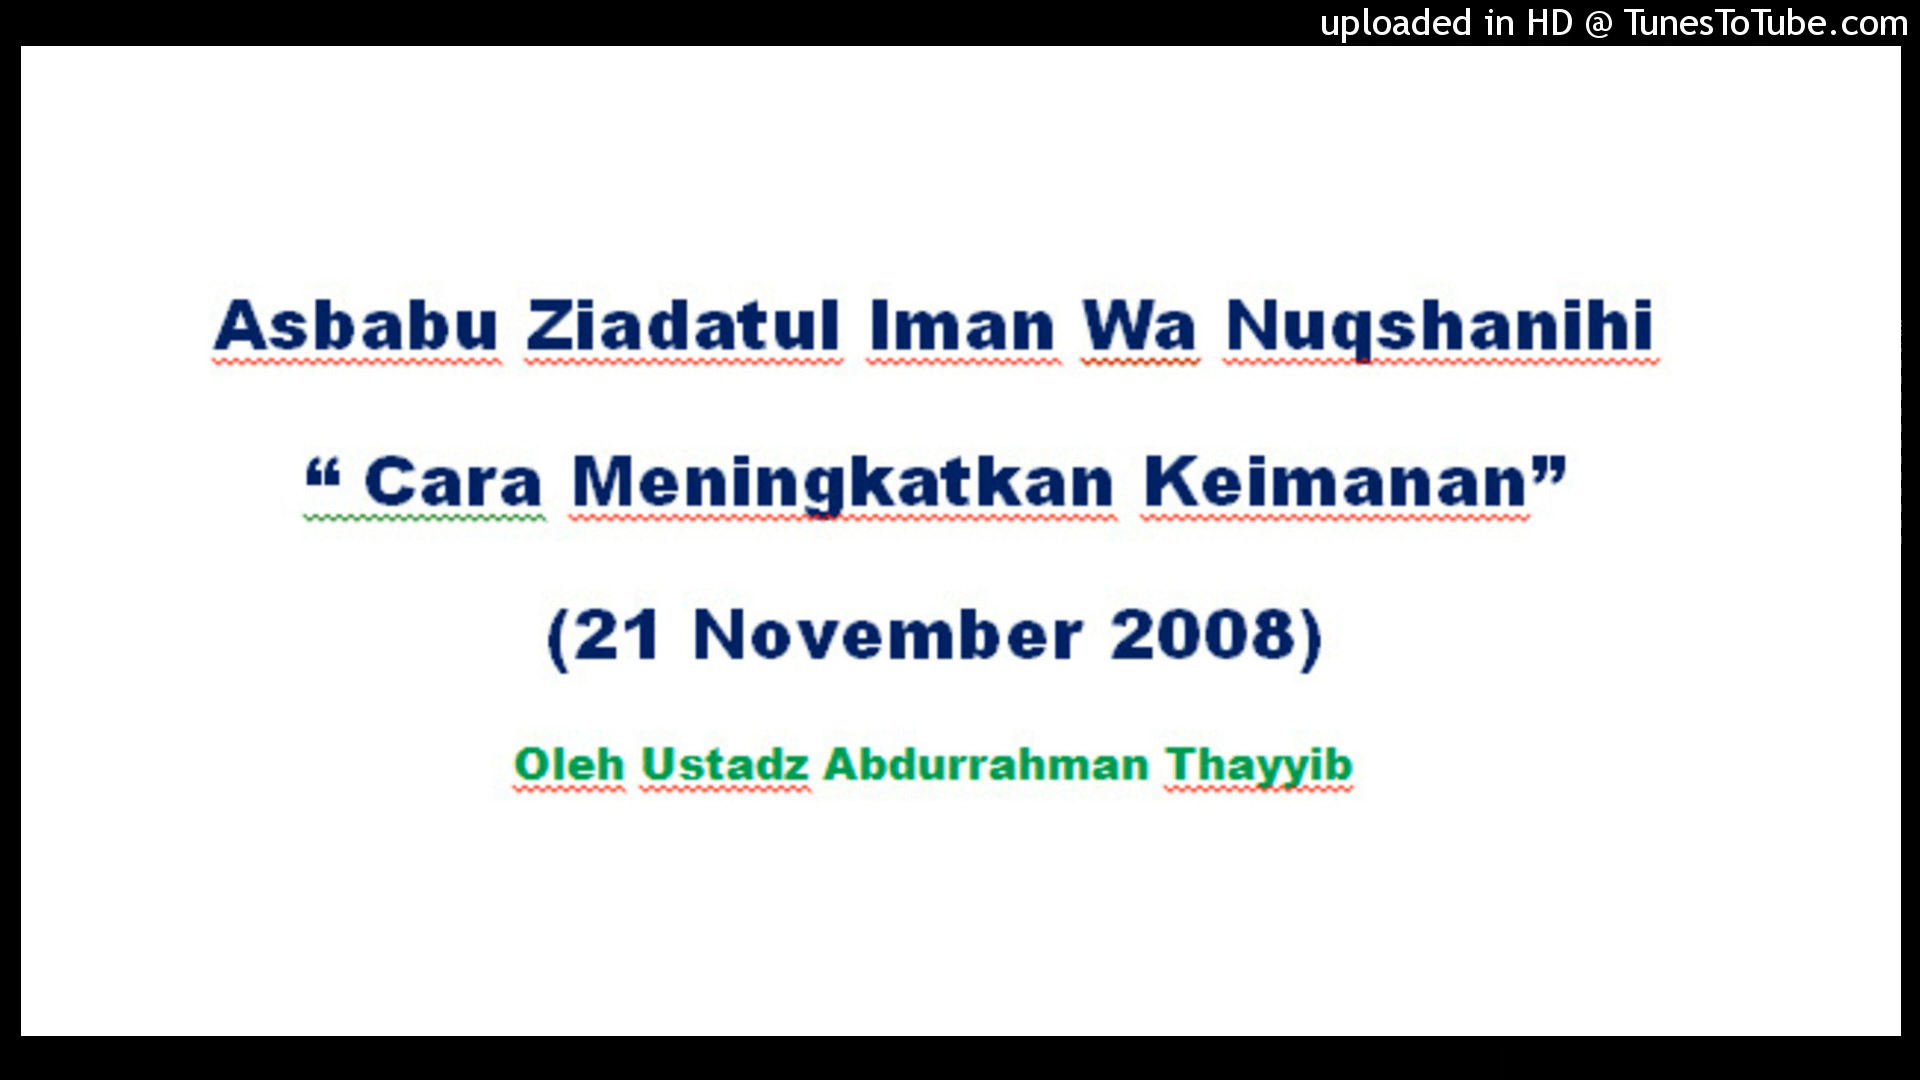 uploaded in HD @ TunesToTube.com
Asbabu Ziadatul Iman Wa Nuqshanihi
“ Cara Meningkatkan Keimanan”
(21 November 2008)
Oleh Ustadz Abdurrahman Thayyib